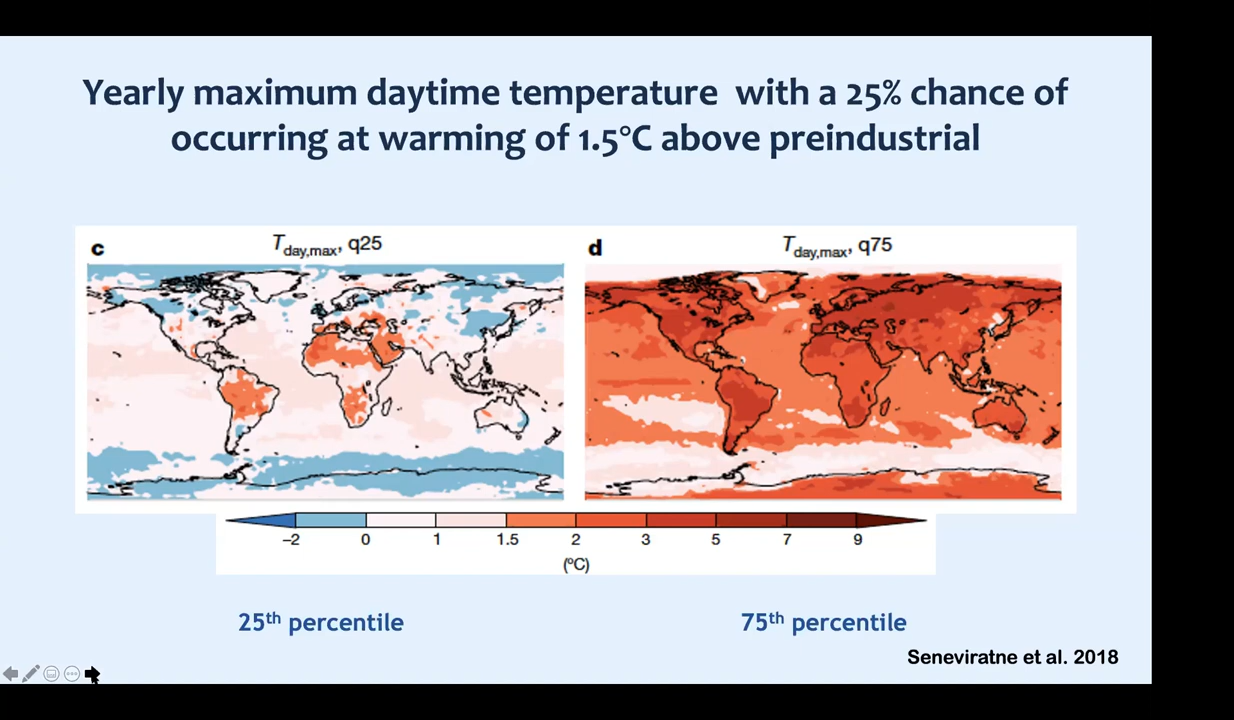 Yearly maximum daytime temperature with a 25% chance of
occurring at warming of 1.5°C above preindustrial
c
Tday,max, q25
d
Tday,max, q75
–2 0 1 1.5 2 3 5 7 9
(°C)
25th percentile
75th percentile
Seneviratne et al. 2018